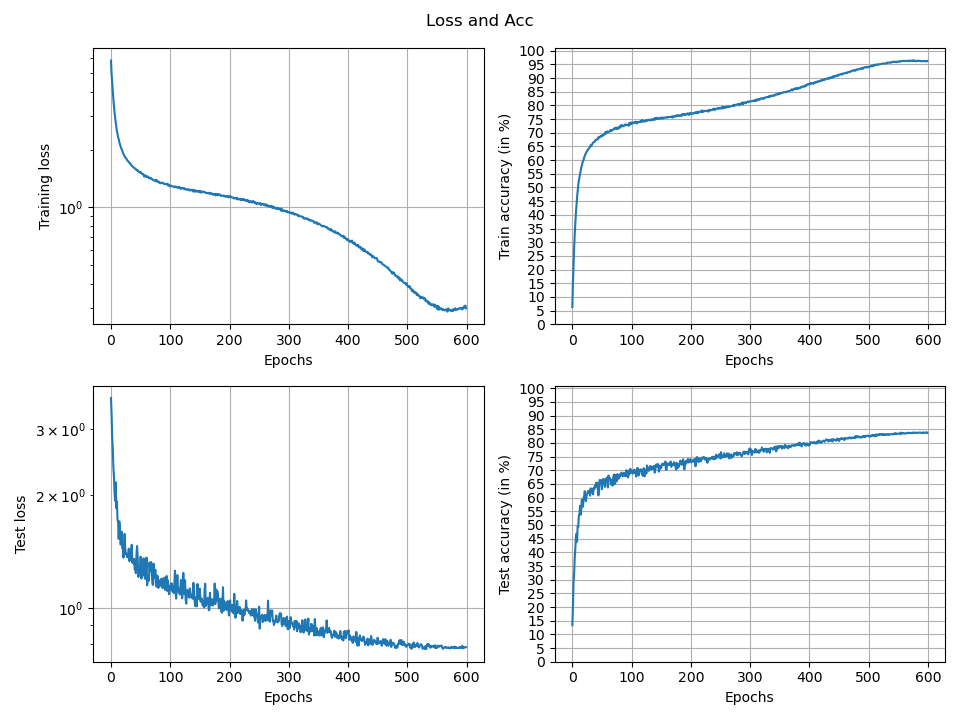 Loss and Acc
Training loss
10^0
0 100 200 300 400 500 600
Epochs
Train accuracy (in %)
100
95
90
85
80
75
70
65
60
55
50
45
40
35
30
25
20
15
10
5
0
0 100 200 300 400 500 600
Epochs
Test loss
3 × 10^0
2 × 10^0
10^0
0 100 200 300 400 500 600
Epochs
Test accuracy (in %)
100
95
90
85
80
75
70
65
60
55
50
45
40
35
30
25
20
15
10
5
0
0 100 200 300 400 500 600
Epochs